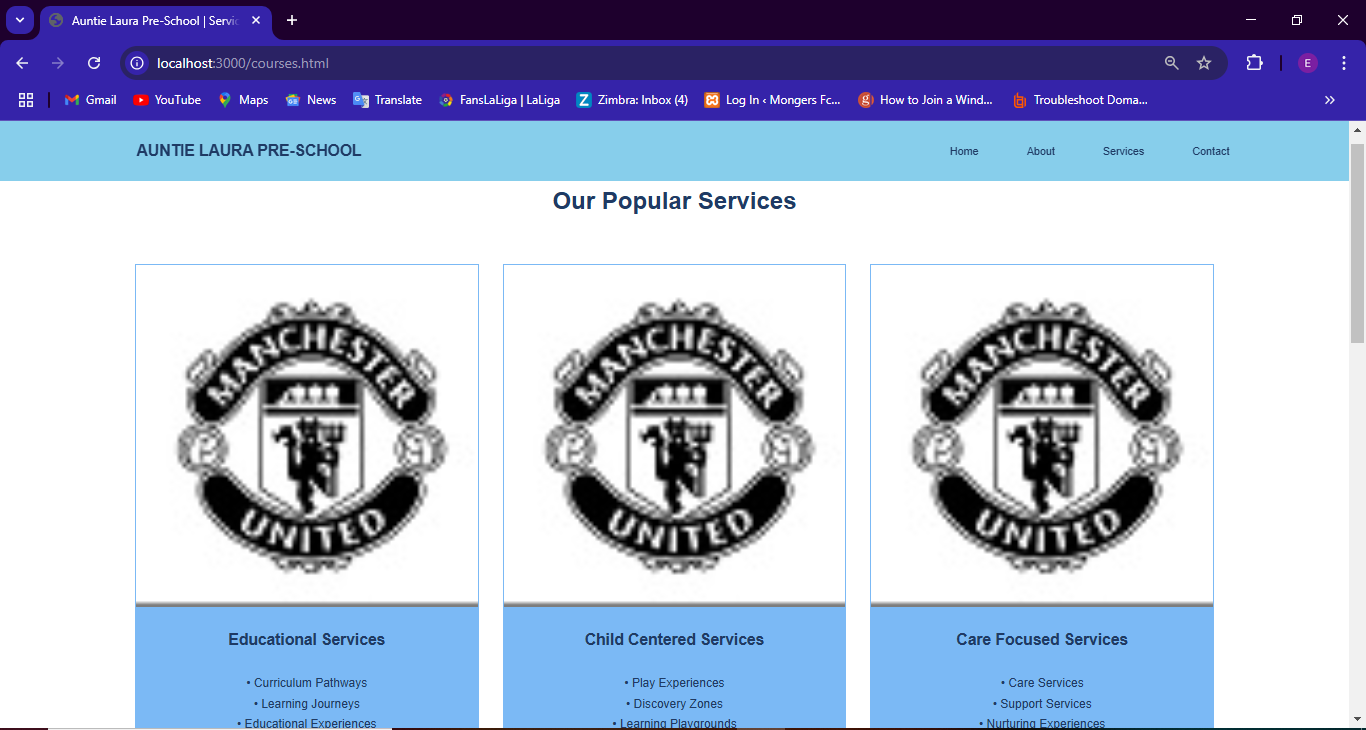 Auntie Laura Pre-School | Servic
localhost:3000/courses.html
E
Gmail
YouTube
Maps
News
Translate
FansLaLiga | LaLiga
Zimbra: Inbox (4)
Log In ‹ Mongers Fc...
How to Join a Wind...
Troubleshoot Doma...
AUNTIE LAURA PRE-SCHOOL
Home
About
Services
Contact
Our Popular Services
MANCHESTER
UNITED
MANCHESTER
UNITED
MANCHESTER
UNITED
Educational Services
• Curriculum Pathways
• Learning Journeys
• Educational Experiences
Child Centered Services
• Play Experiences
• Discovery Zones
• Learning Playgrounds
Care Focused Services
• Care Services
• Support Services
• Nurturing Experiences